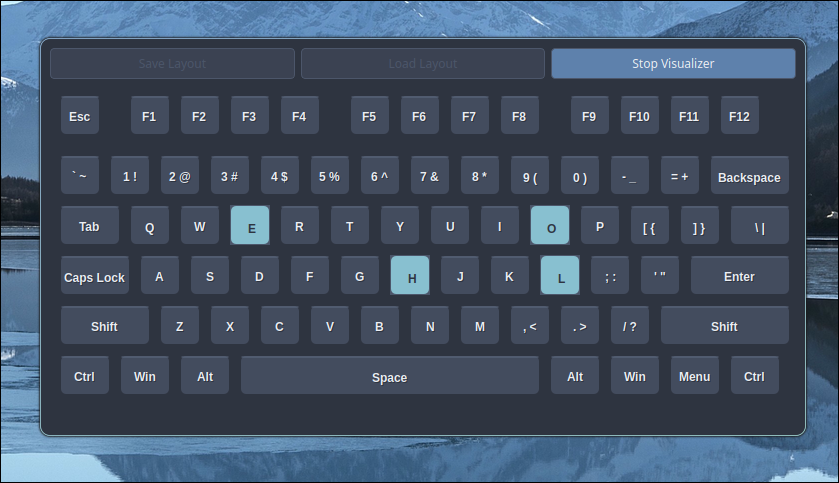 Save Layout Load Layout Stop Visualizer
Esc F1 F2 F3 F4 F5 F6 F7 F8 F9 F10 F11 F12
` ~ 1 ! 2 @ 3 # 4 $ 5 % 6 ^ 7 & 8 * 9 ( 0 ) - _ = + Backspace
Tab Q W E R T Y U I O P [ { ] } \ |
Caps Lock A S D F G H J K L ; : ' " Enter
Shift Z X C V B N M , < . > / ? Shift
Ctrl Win Alt Space Alt Win Menu Ctrl